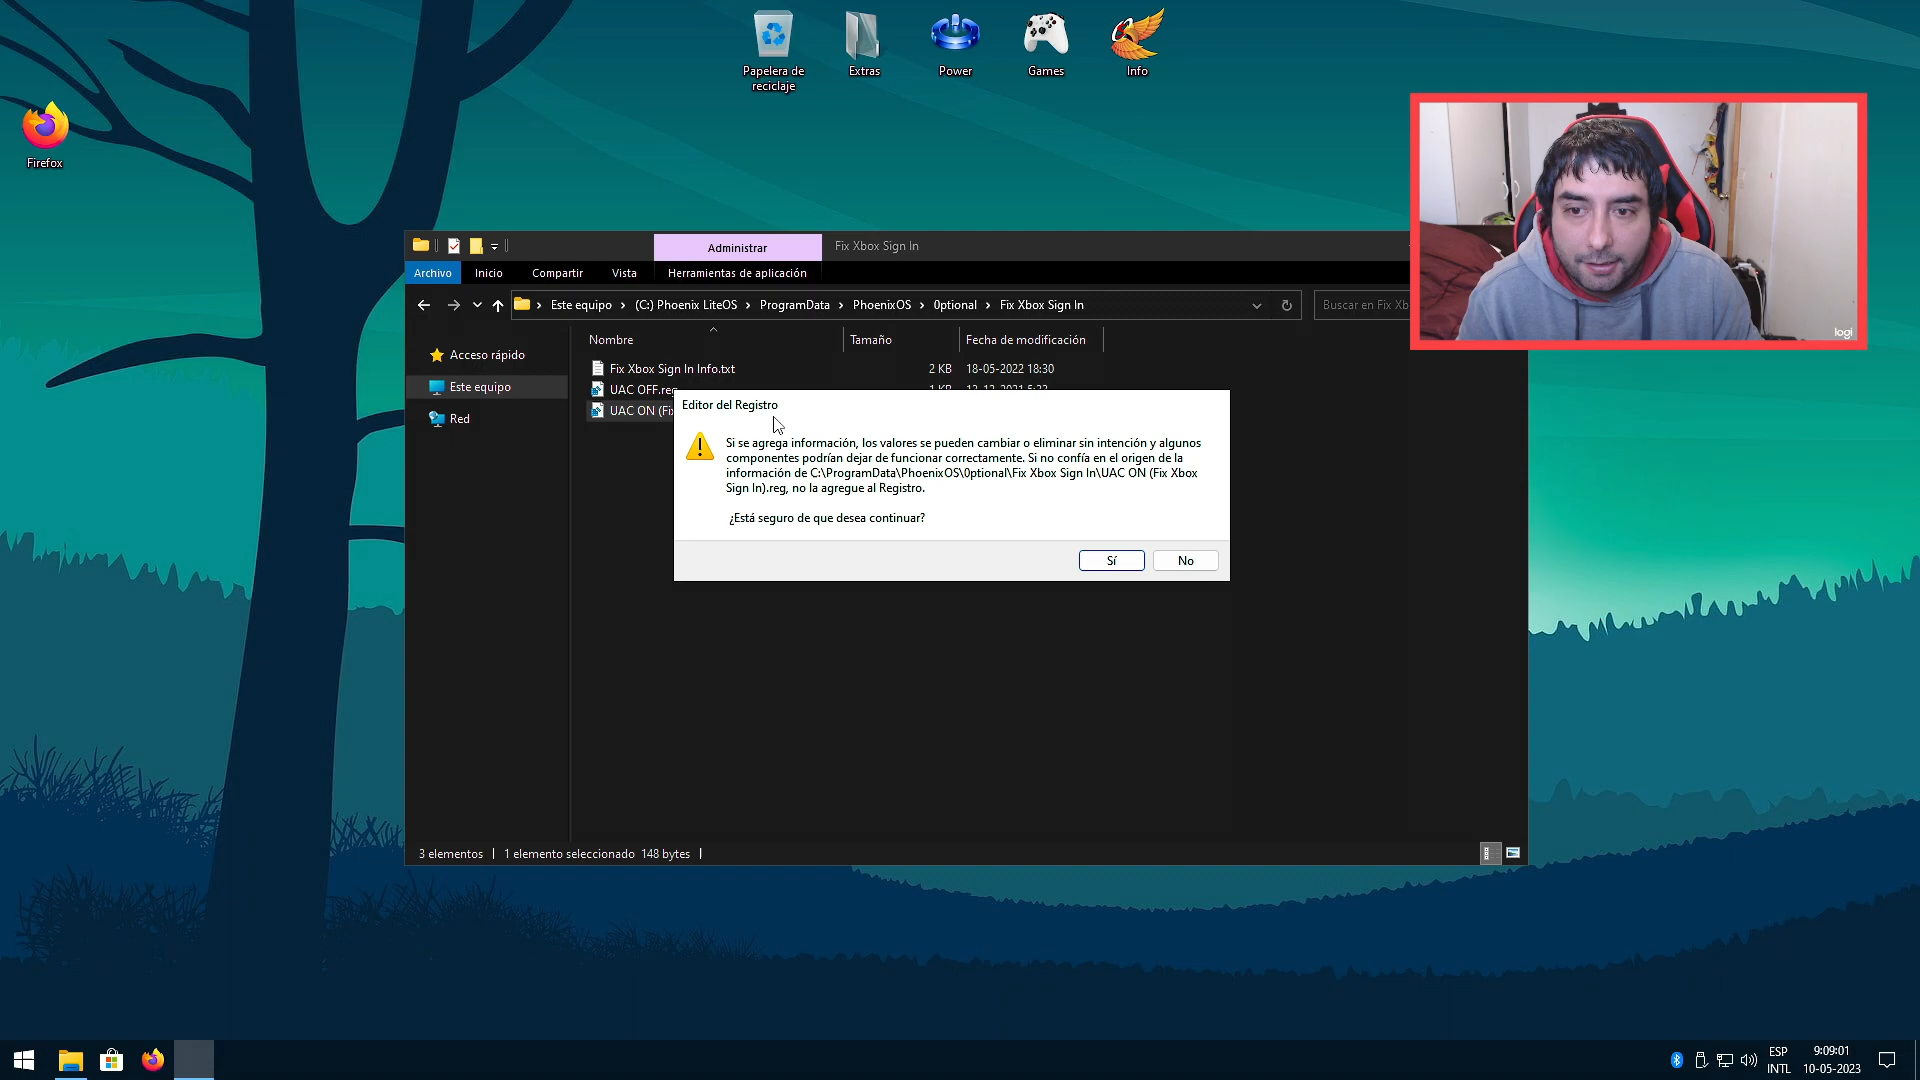 Papelera de
reciclaje
Extras
Power
Games
Info
Firefox
logi
Administrar
Fix Xbox Sign In
Archivo
Inicio
Compartir
Vista
Herramientas de aplicación
Este equipo
(C:) Phoenix LiteOS
ProgramData
PhoenixOS
0ptional
Fix Xbox Sign In
Buscar en Fix Xb
Acceso rápido
Este equipo
Red
Nombre
Tamaño
Fecha de modificación
Fix Xbox Sign In Info.txt
2 KB
18-05-2022 18:30
UAC OFF.reg
1 KB
UAC ON (Fi
Editor del Registro
Si se agrega información, los valores se pueden cambiar o eliminar sin intención y algunos
componentes podrían dejar de funcionar correctamente. Si no confía en el origen de la
información de C:\ProgramData\PhoenixOS\0ptional\Fix Xbox Sign In\UAC ON (Fix Xbox
Sign In).reg, no la agregue al Registro.
¿Está seguro de que desea continuar?
Sí
No
3 elementos
1 elemento seleccionado 148 bytes
ESP
INTL
9:09:01
10-05-2023